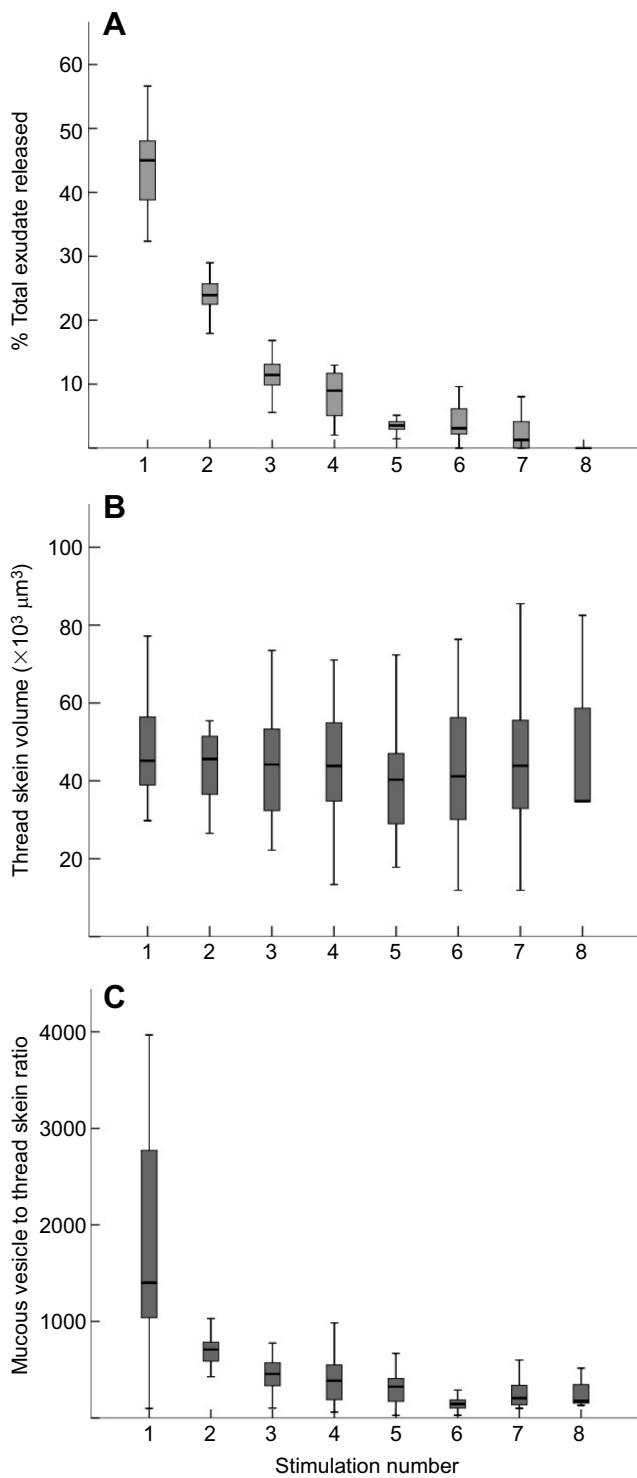 A
% Total exudate released
60
50
40
30
20
10
1 2 3 4 5 6 7 8
B
Thread skein volume (×10³ μm³)
100
80
60
40
20
1 2 3 4 5 6 7 8
C
Mucous vesicle to thread skein ratio
4000
3000
2000
1000
1 2 3 4 5 6 7 8
Stimulation number